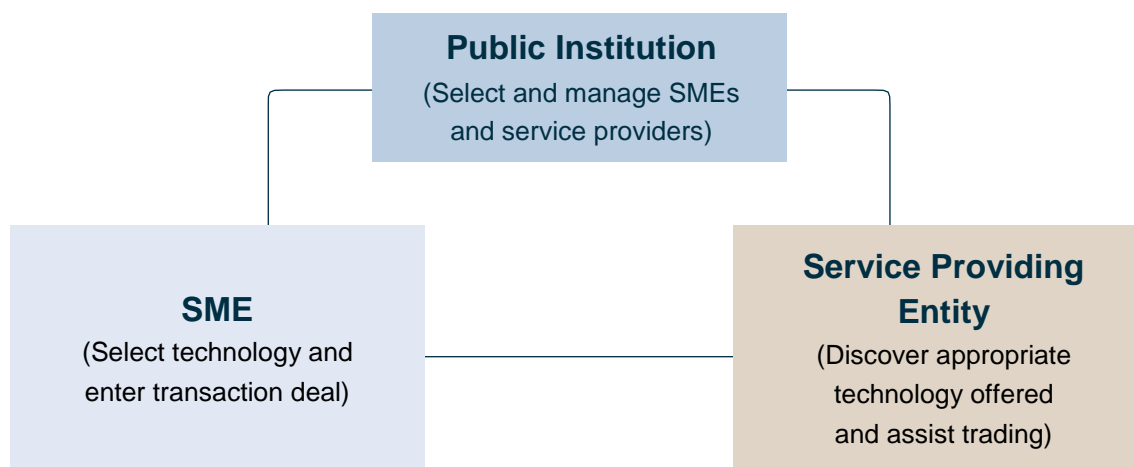 Public Institution
(Select and manage SMEs
and service providers)
SME
(Select technology and
enter transaction deal)
Service Providing
Entity
(Discover appropriate
technology offered
and assist trading)